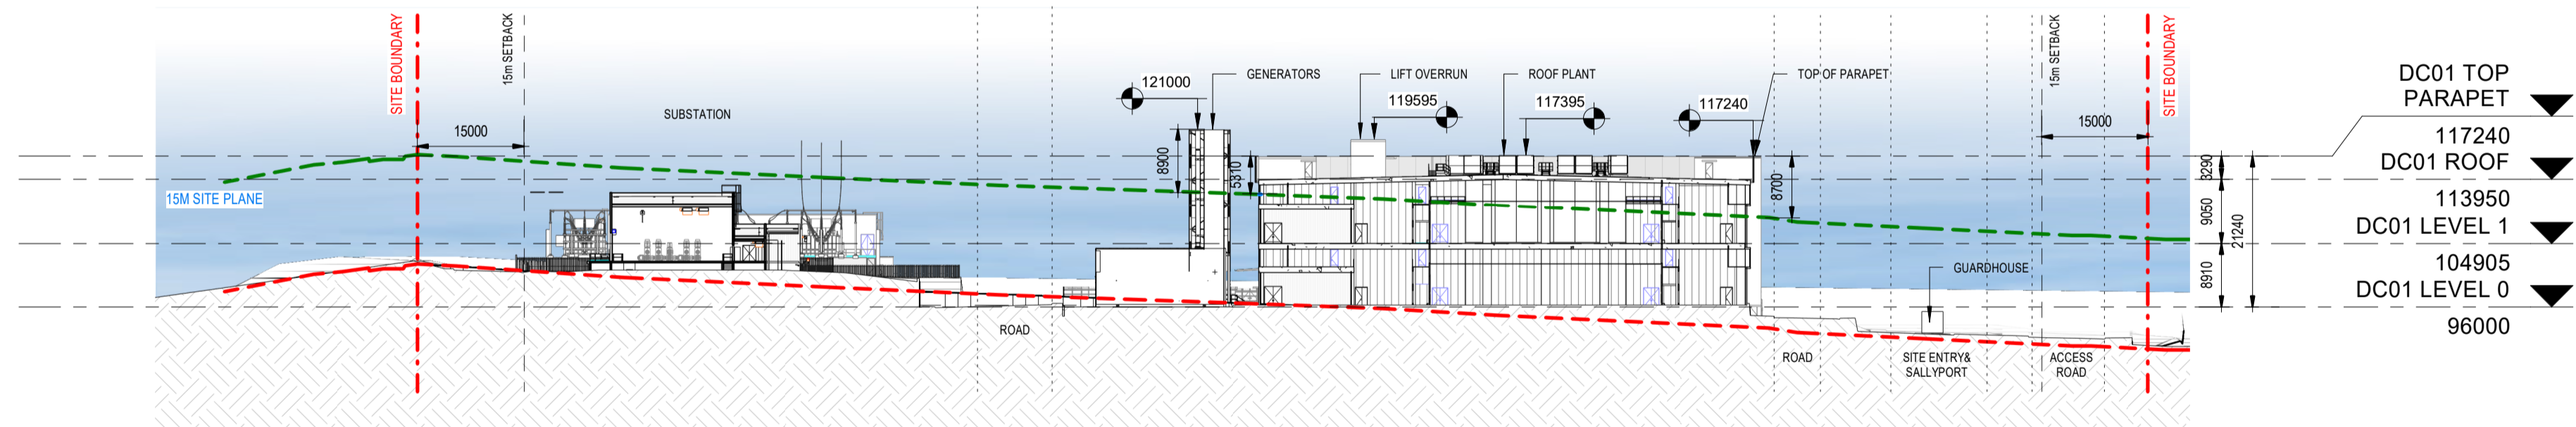 SITE BOUNDARY
15m SETBACK
15000
SUBSTATION
15M SITE PLANE
121000
GENERATORS
LIFT OVERRUN
119595
ROOF PLANT
117395
117240
TOP OF PARAPET
8900
5310
8700
ROAD
ROAD
GUARDHOUSE
SITE ENTRY&
SALLYPORT
ACCESS
ROAD
15m SETBACK
15000
SITE BOUNDARY
3290
9050
8910
21240
DC01 TOP
PARAPET
117240
DC01 ROOF
113950
DC01 LEVEL 1
104905
DC01 LEVEL 0
96000